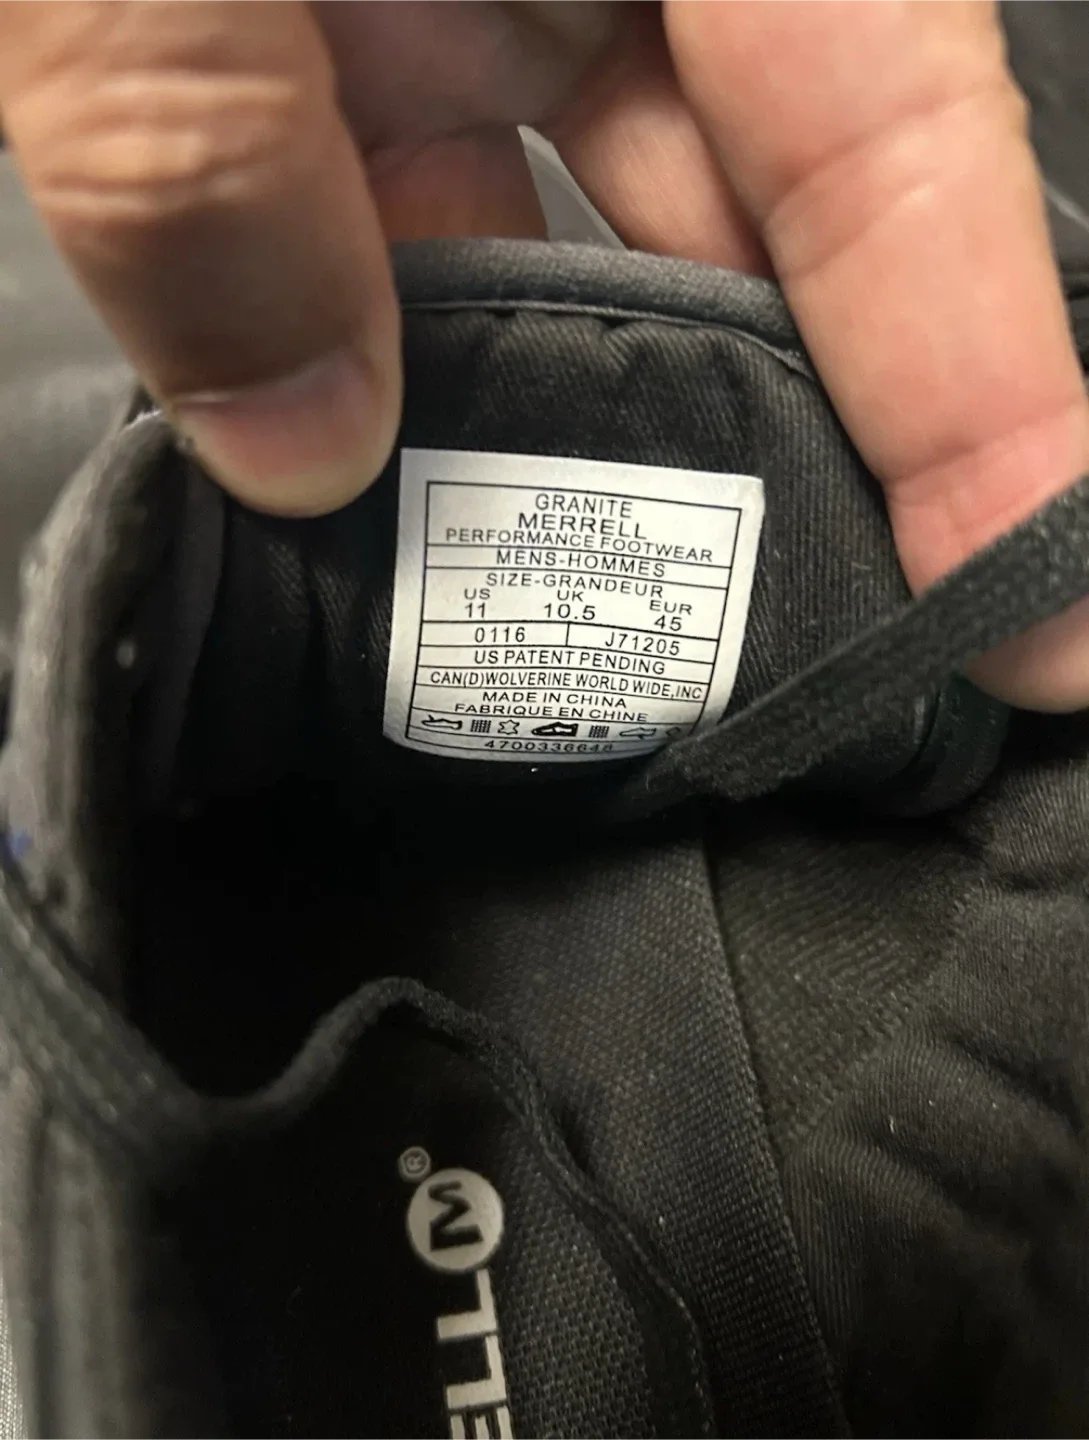 GRANITE
MERRELL
PERFORMANCE FOOTWEAR
MENS-HOMMES
SIZE-GRANDEUR
US UK EUR
11 10.5 45
0116 J71205
US PATENT PENDING
CAN(D)WOLVERINE WORLD WIDE,INC
MADE IN CHINA
FABRIQUE EN CHINE
4700336648
M®
ELL